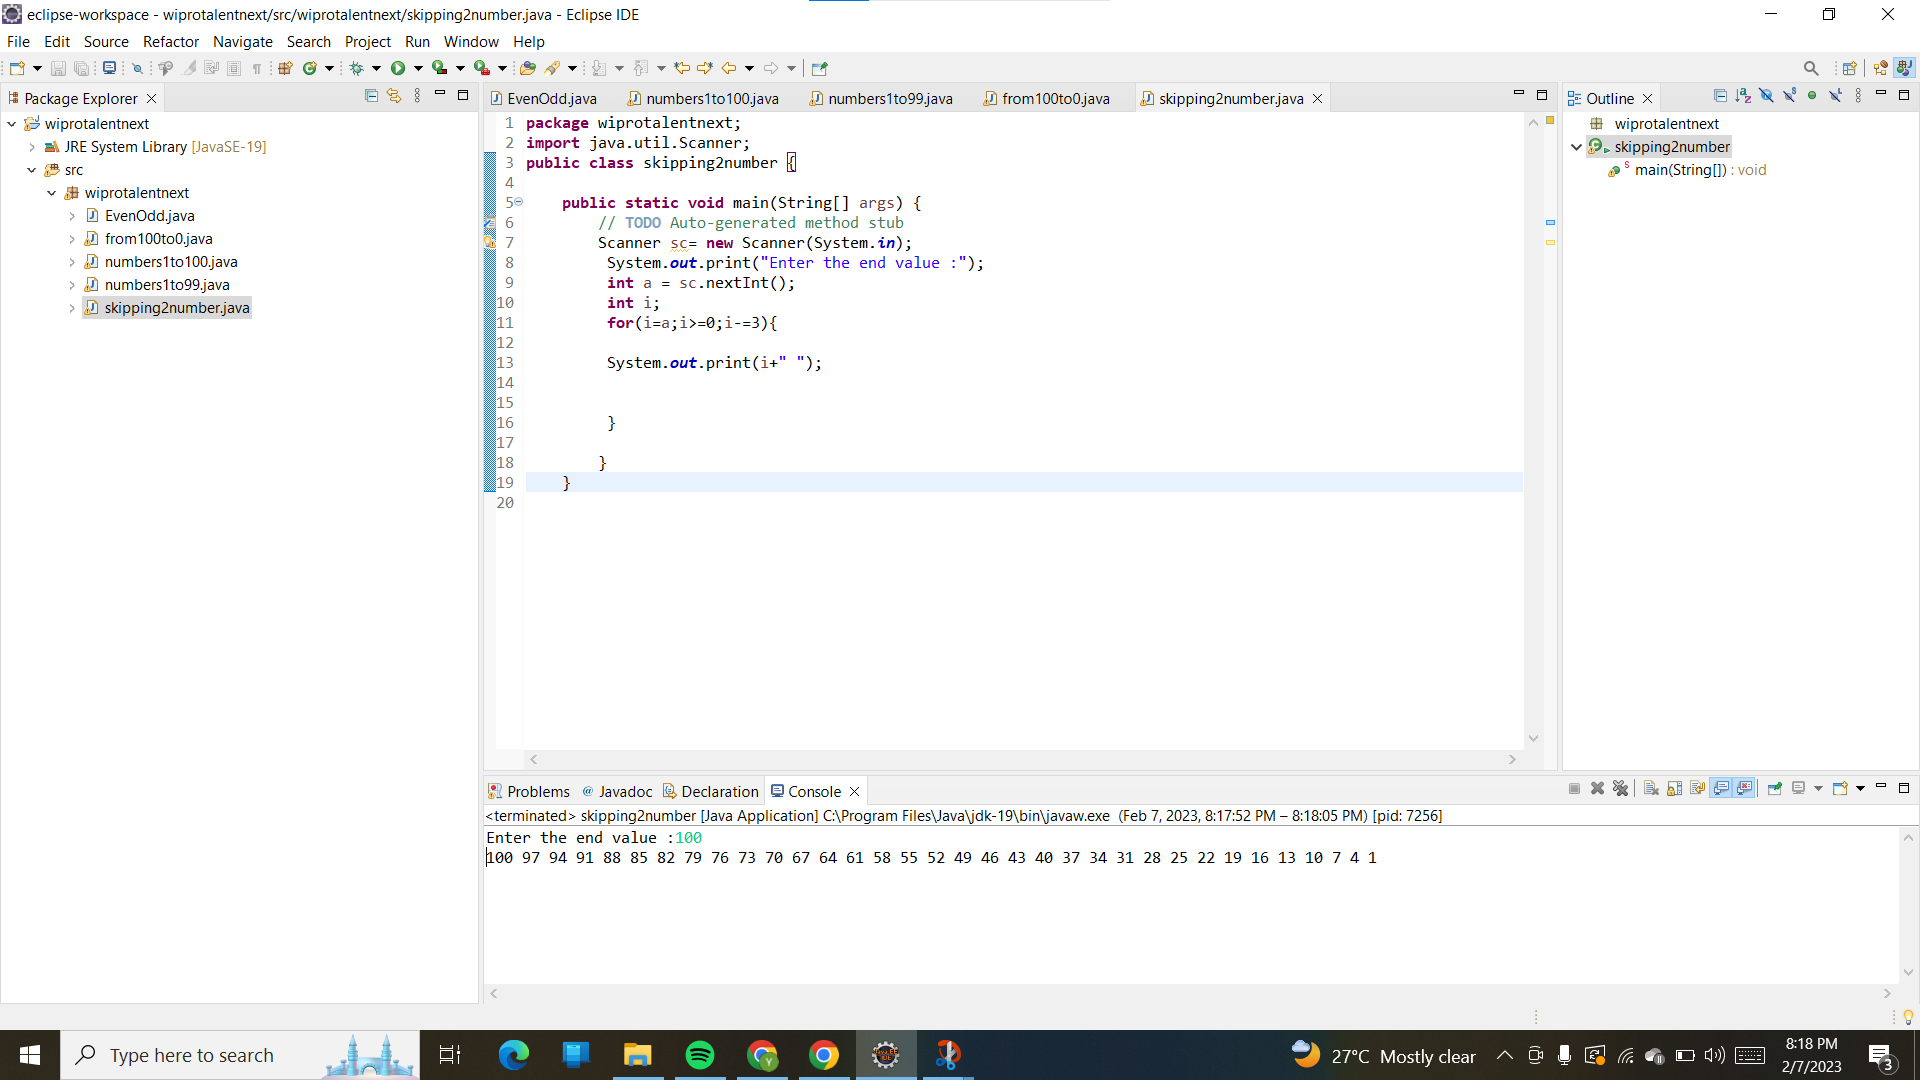 eclipse-workspace - wiprotalentnext/src/wiprotalentnext/skipping2number.java - Eclipse IDE
File Edit Source Refactor Navigate Search Project Run Window Help
Package Explorer
wiprotalentnext
JRE System Library [JavaSE-19]
src
wiprotalentnext
EvenOdd.java
from100to0.java
numbers1to100.java
numbers1to99.java
skipping2number.java
EvenOdd.java numbers1to100.java numbers1to99.java from100to0.java skipping2number.java
1 package wiprotalentnext;
2 import java.util.Scanner;
3 public class skipping2number {
4
5 public static void main(String[] args) {
6 // TODO Auto-generated method stub
7 Scanner sc= new Scanner(System.in);
8 System.out.print("Enter the end value :");
9 int a = sc.nextInt();
10 int i;
11 for(i=a;i>=0;i-=3){
12
13 System.out.print(i+" ");
14
15
16 }
17
18 }
19 }
20
Outline
wiprotalentnext
skipping2number
main(String[]) : void
Problems @ Javadoc Declaration Console
<terminated> skipping2number [Java Application] C:\Program Files\Java\jdk-19\bin\javaw.exe (Feb 7, 2023, 8:17:52 PM – 8:18:05 PM) [pid: 7256]
Enter the end value :100
100 97 94 91 88 85 82 79 76 73 70 67 64 61 58 55 52 49 46 43 40 37 34 31 28 25 22 19 16 13 10 7 4 1
Type here to search
27°C Mostly clear
8:18 PM
2/7/2023
3